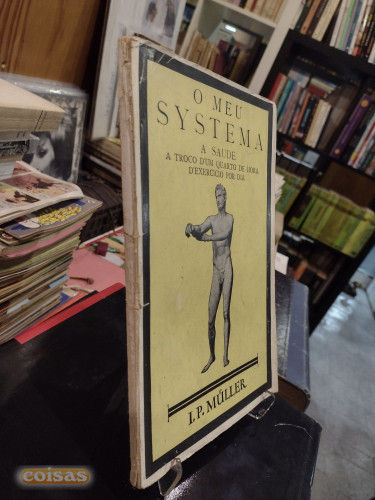 O MEU
SYSTEMA
A SAUDE
A TROCO D'UM QUARTO DE HORA
D'EXERCICIO POR DIA
J. P. MÜLLER
coisas